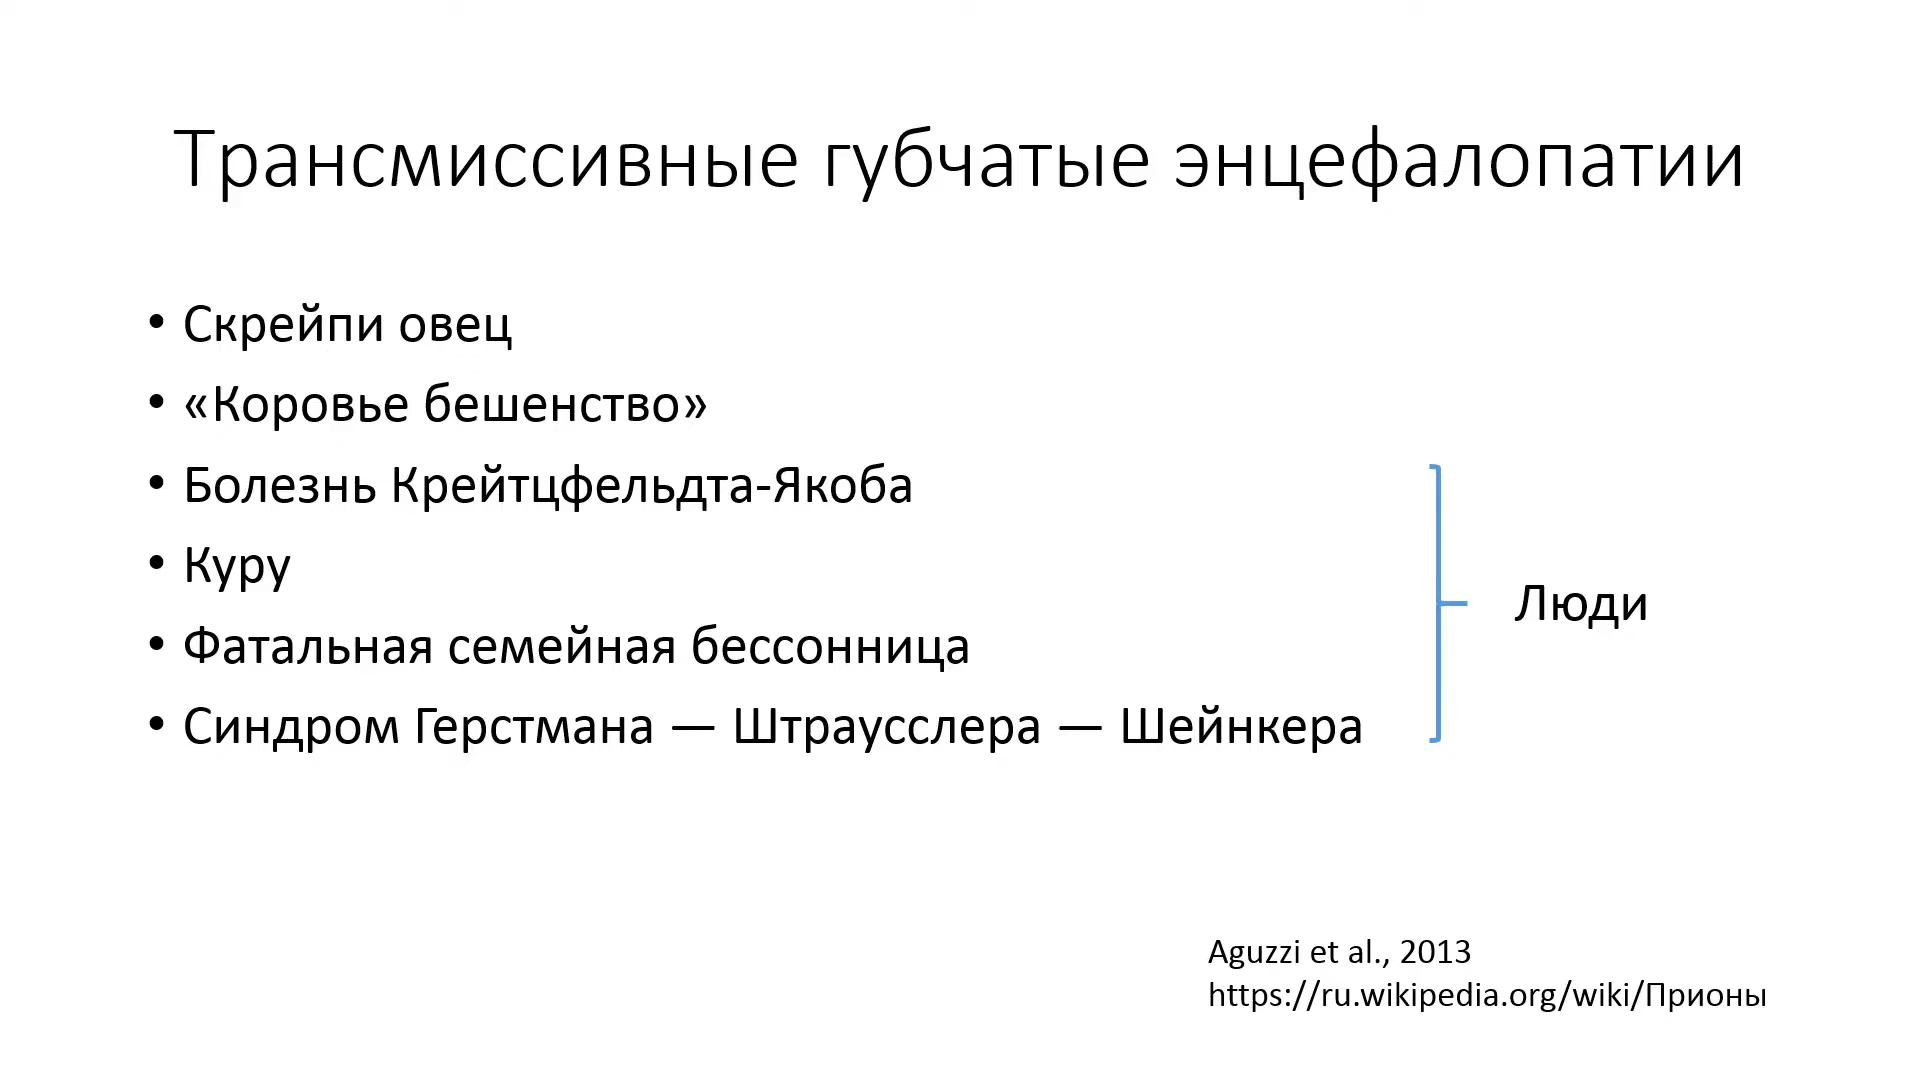 Трансмиссивные губчатые энцефалопатии
• Скрейпи овец
• «Коровье бешенство»
• Болезнь Крейтцфельдта-Якоба
• Куру
• Фатальная семейная бессонница
• Синдром Герстмана — Штраусслера — Шейнкера
Люди
Aguzzi et al., 2013
https://ru.wikipedia.org/wiki/Прионы